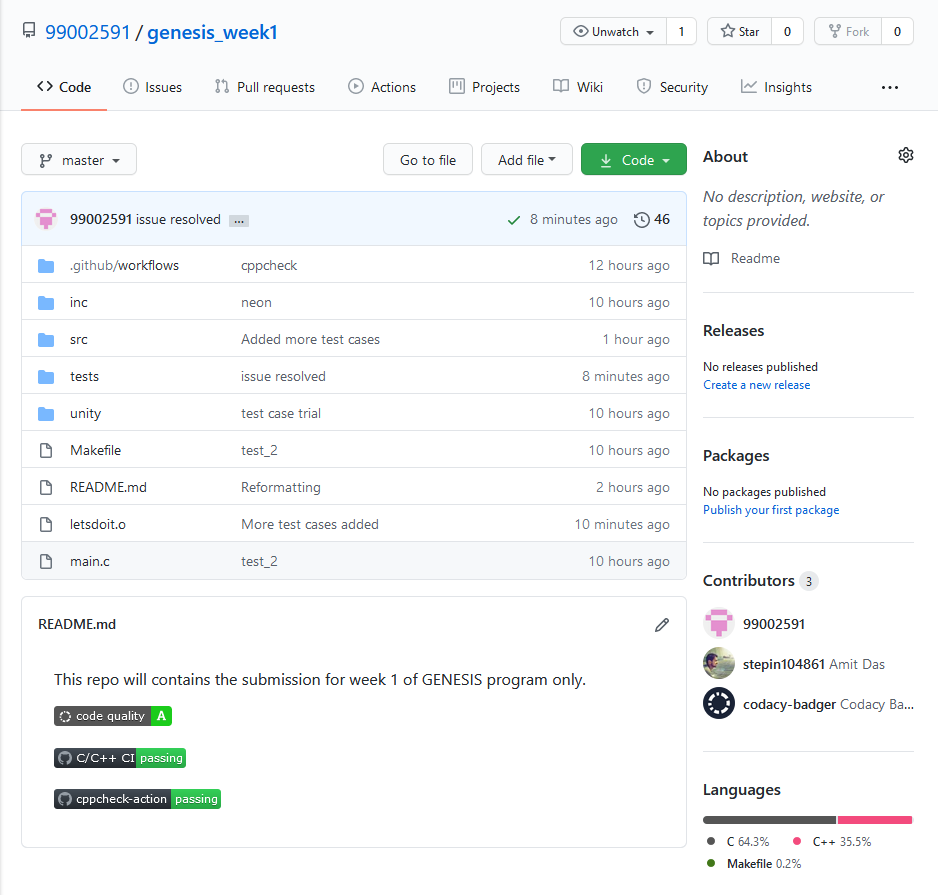 99002591 / genesis_week1
Unwatch 1 Star 0 Fork 0
Code Issues Pull requests Actions Projects Wiki Security Insights ...
master Go to file Add file Code
99002591 issue resolved ... 8 minutes ago 46
.github/workflows cppcheck 12 hours ago
inc neon 10 hours ago
src Added more test cases 1 hour ago
tests issue resolved 8 minutes ago
unity test case trial 10 hours ago
Makefile test_2 10 hours ago
README.md Reformatting 2 hours ago
letsdoit.o More test cases added 10 minutes ago
main.c test_2 10 hours ago
README.md
This repo will contains the submission for week 1 of GENESIS program only.
code quality A
C/C++ CI passing
cppcheck-action passing
About
No description, website, or
topics provided.
Readme
Releases
No releases published
Create a new release
Packages
No packages published
Publish your first package
Contributors 3
99002591
stepin104861 Amit Das
codacy-badger Codacy Ba...
Languages
C 64.3% C++ 35.5%
Makefile 0.2%